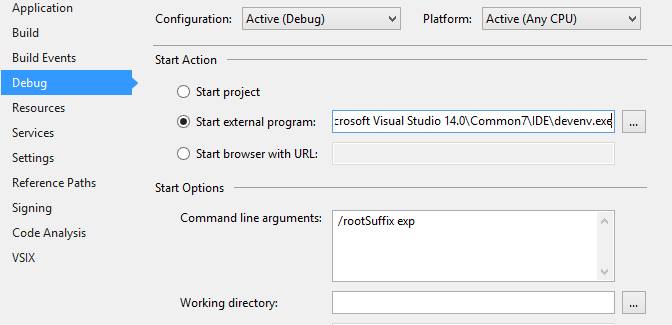 Application
Build
Build Events
Debug
Resources
Services
Settings
Reference Paths
Signing
Code Analysis
VSIX
Configuration: Active (Debug) Platform: Active (Any CPU)
Start Action
Start project
Start external program: crosoft Visual Studio 14.0\Common7\IDE\devenv.exe ...
Start browser with URL:
Start Options
Command line arguments: /rootSuffix exp
Working directory: ...